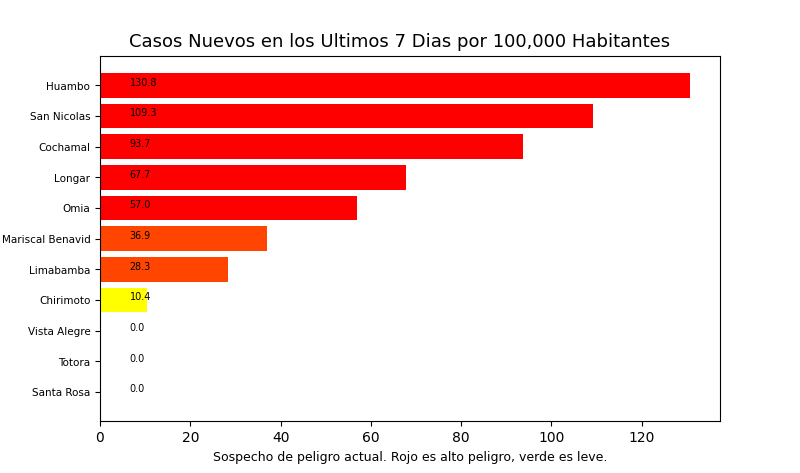 Casos Nuevos en los Ultimos 7 Dias por 100,000 Habitantes
Huambo 130.8
San Nicolas 109.3
Cochamal 93.7
Longar 67.7
Omia 57.0
Mariscal Benavid 36.9
Limabamba 28.3
Chirimoto 10.4
Vista Alegre 0.0
Totora 0.0
Santa Rosa 0.0
0 20 40 60 80 100 120
Sospecho de peligro actual. Rojo es alto peligro, verde es leve.